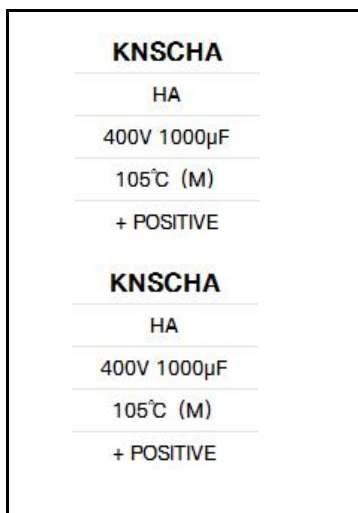 KNSCHA
HA
400V 1000μF
105℃ (M)
+ POSITIVE
KNSCHA
HA
400V 1000μF
105℃ (M)
+ POSITIVE